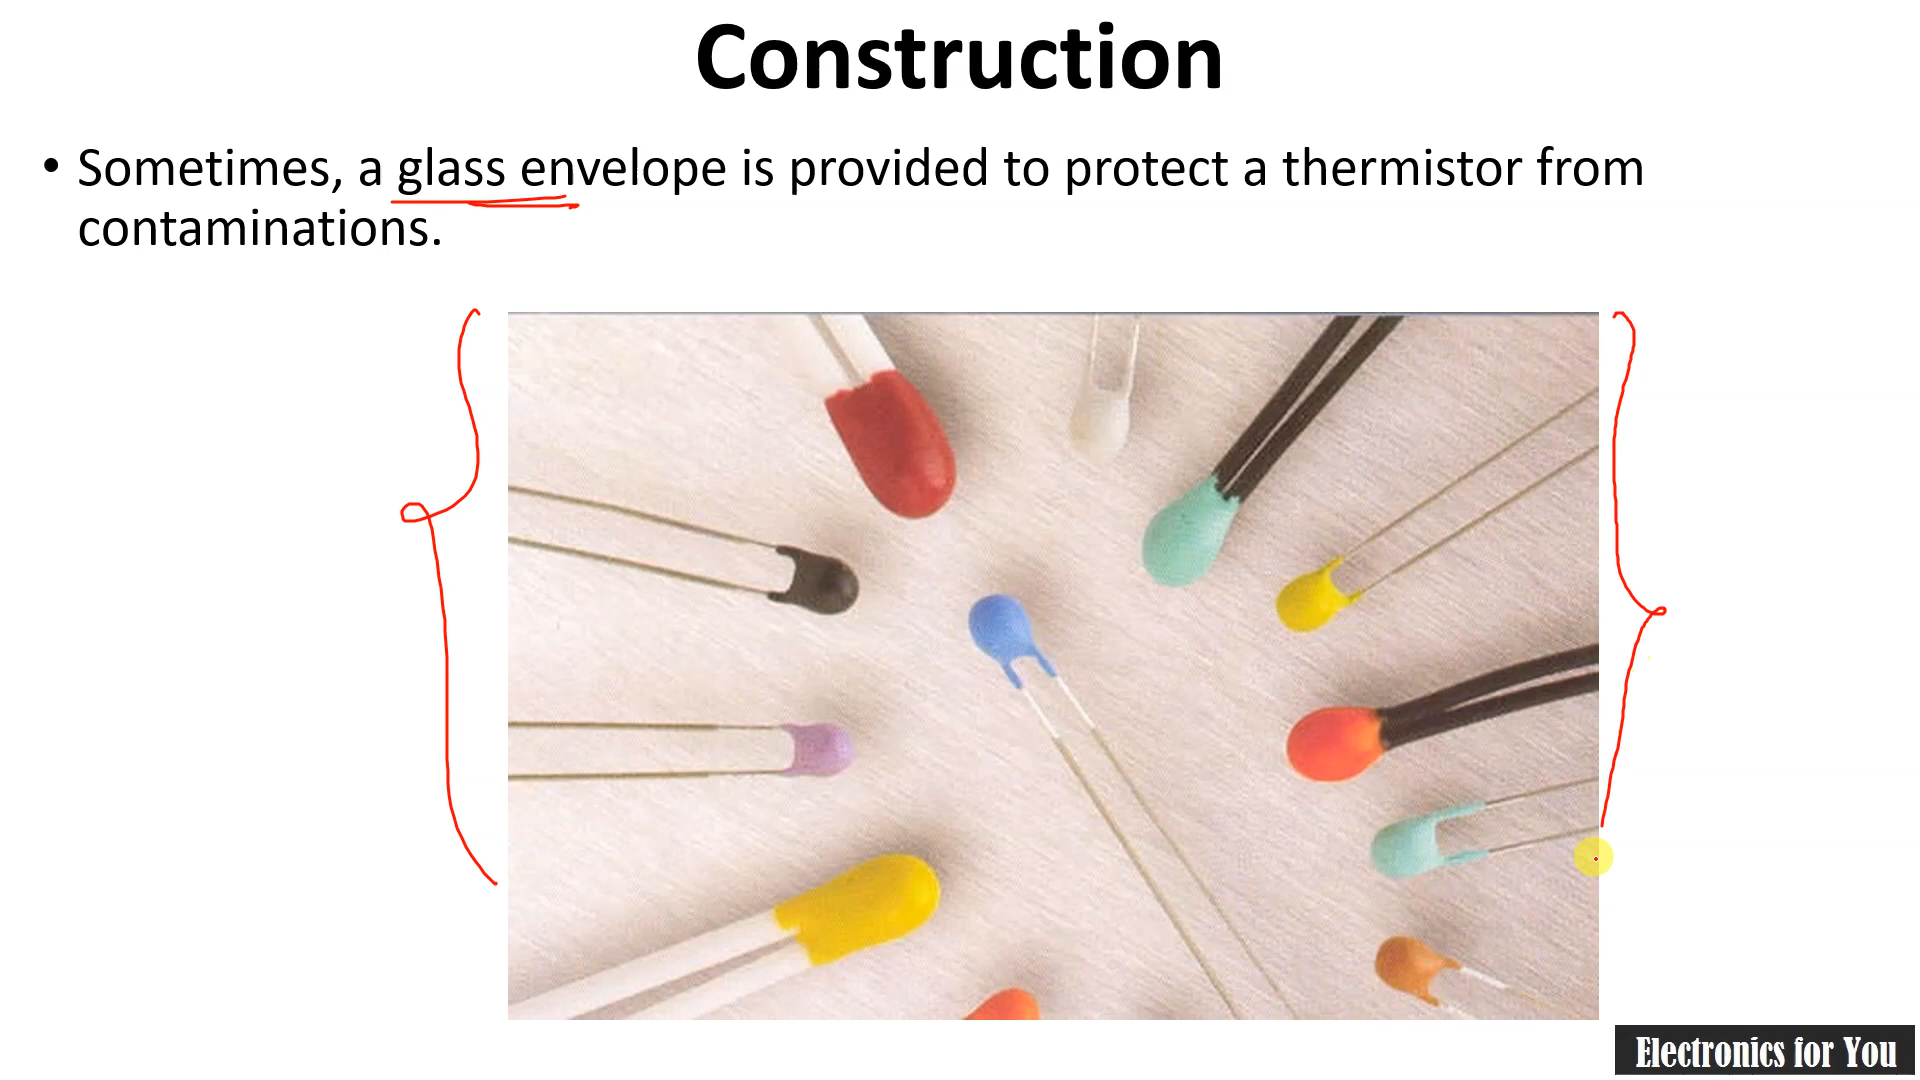 Construction
• Sometimes, a glass envelope is provided to protect a thermistor from
contaminations.
Electronics for You